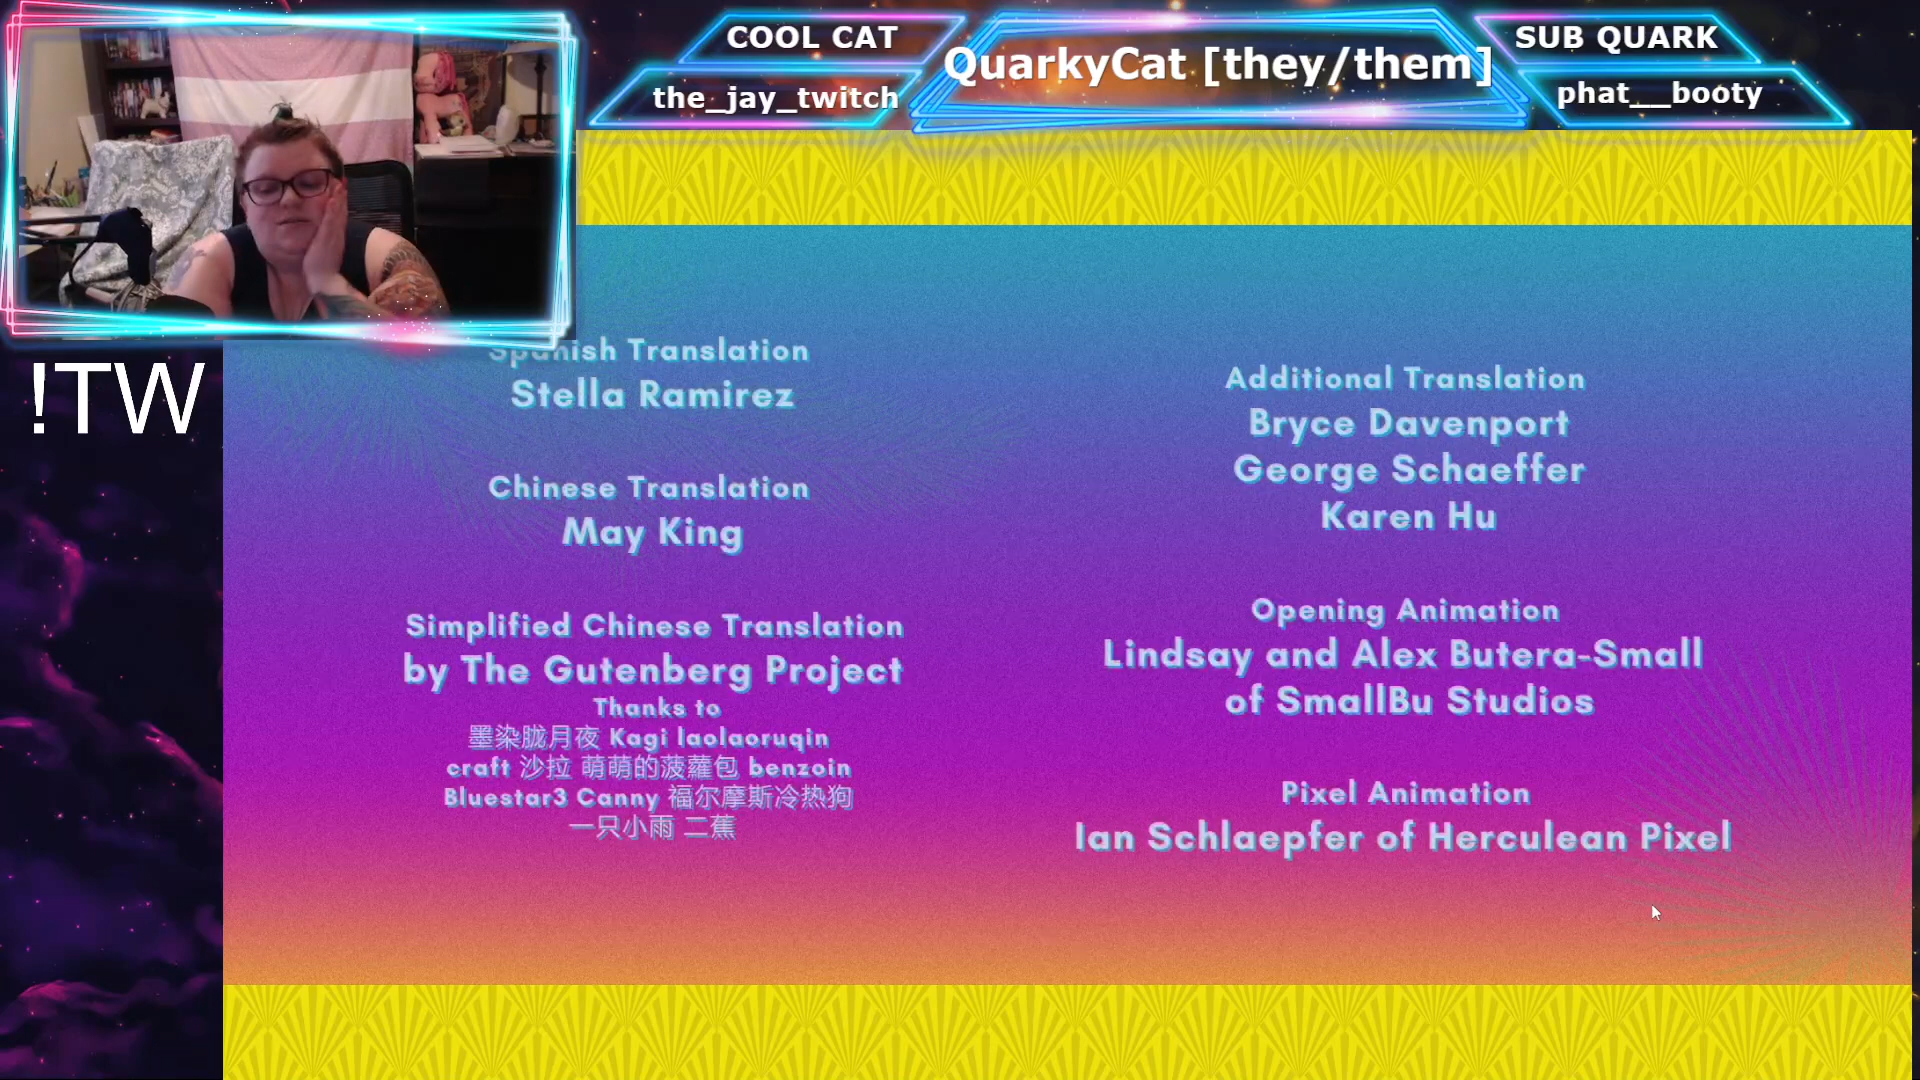 COOL CAT
the_jay_twitch
QuarkyCat [they/them]
SUB QUARK
phat__booty
!TW
Spanish Translation
Stella Ramirez
Chinese Translation
May King
Simplified Chinese Translation
by The Gutenberg Project
Thanks to
墨染胧月夜 Kagi laolaoruqin
craft 沙拉 萌萌的菠蘿包 benzoin
Bluestar3 Canny 福尔摩斯冷热狗
一只小雨 二蕉
Additional Translation
Bryce Davenport
George Schaeffer
Karen Hu
Opening Animation
Lindsay and Alex Butera-Small
of SmallBu Studios
Pixel Animation
Ian Schlaepfer of Herculean Pixel